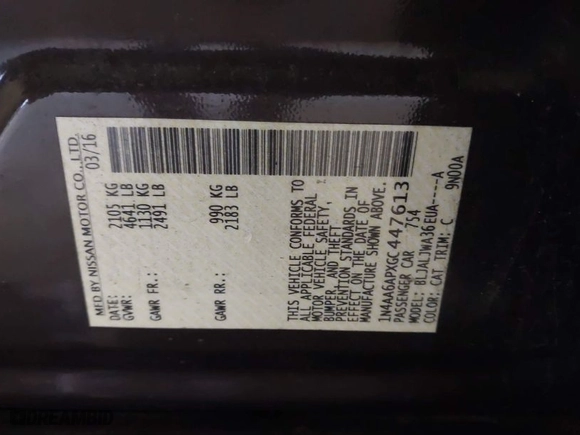 MFD BY NISSAN MOTOR CO., LTD.
DATE: 03/16
GVWR: 2105 KG
4641 LB
GAWR FR: 1130 KG
2491 LB
GAWR RR: 990 KG
2183 LB
THIS VEHICLE CONFORMS TO
ALL APPLICABLE FEDERAL
MOTOR VEHICLE SAFETY,
BUMPER, AND THEFT
PREVENTION STANDARDS IN
EFFECT ON THE DATE OF
MANUFACTURE SHOWN ABOVE.
1N4AA6APXGC447613
PASSENGER CAR 7S4
MODEL: BLJALJWA36EUA----A
COLOR: CAT TRIM: C 9N00A
DREAMBID